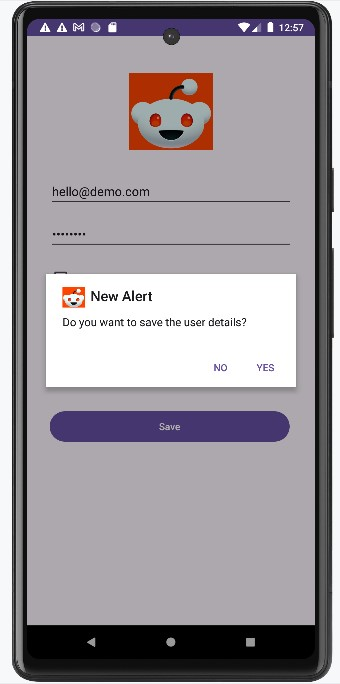 12:57
hello@demo.com
••••••••
New Alert
Do you want to save the user details?
NO YES
Save